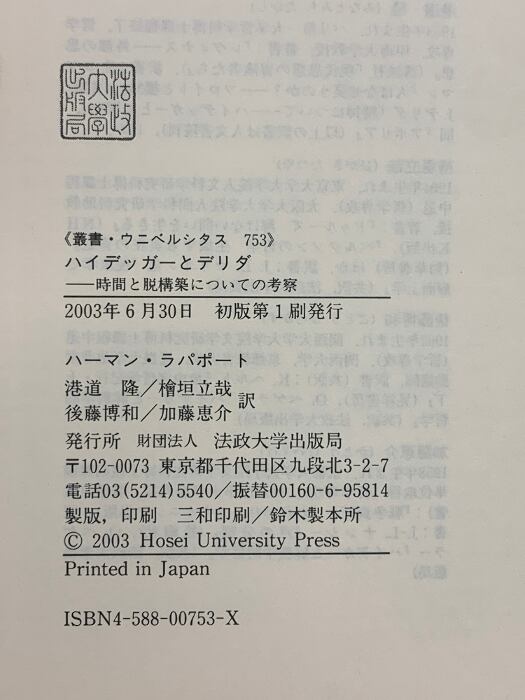 法政
大學
出版局
《叢書・ウニベルシタス 753》
ハイデッガーとデリダ
——時間と脱構築についての考察
2003年6月30日 初版第1刷発行
ハーマン・ラパポート
港道 隆/檜垣立哉
後藤博和/加藤恵介 訳
発行所 財団法人 法政大学出版局
〒102-0073 東京都千代田区九段北3-2-7
電話03(5214)5540/振替00160-6-95814
製版,印刷 三和印刷/鈴木製本所
© 2003 Hosei University Press
Printed in Japan
ISBN4-588-00753-X